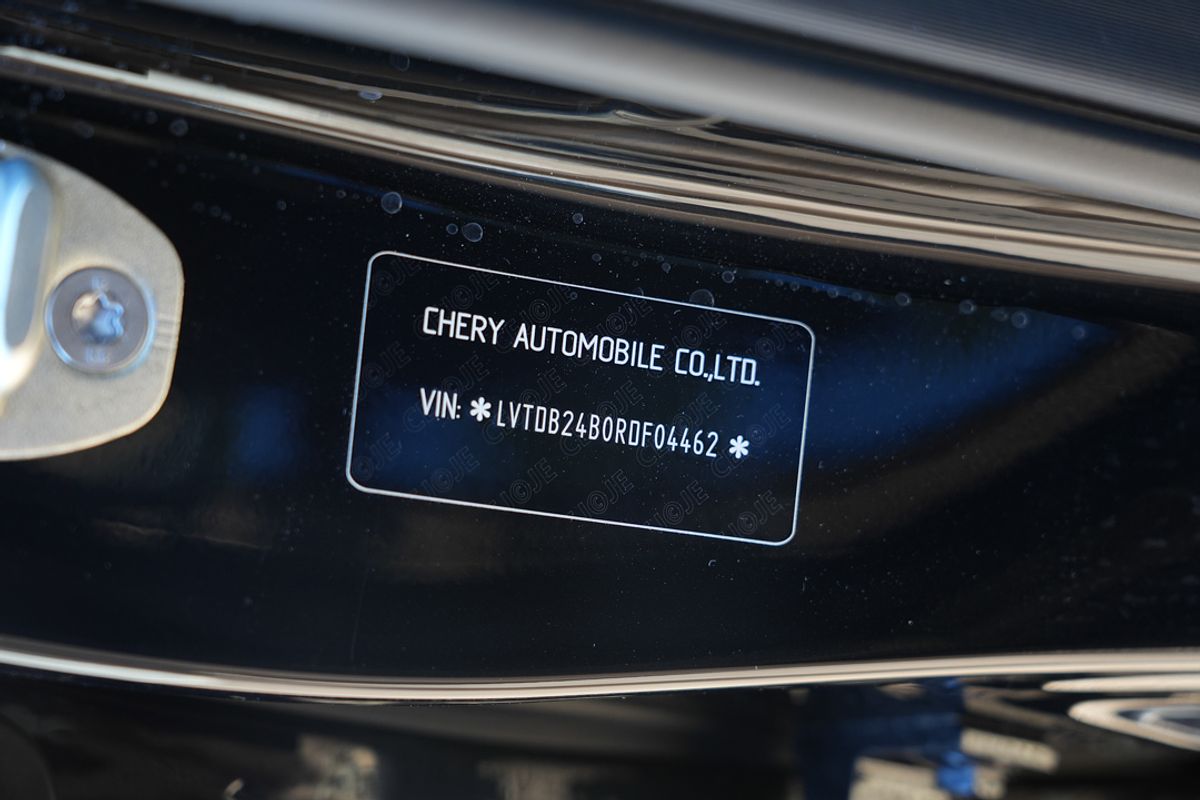 CHERY AUTOMOBILE CO.,LTD.
VIN: *LVTDB24B0RDF04462*